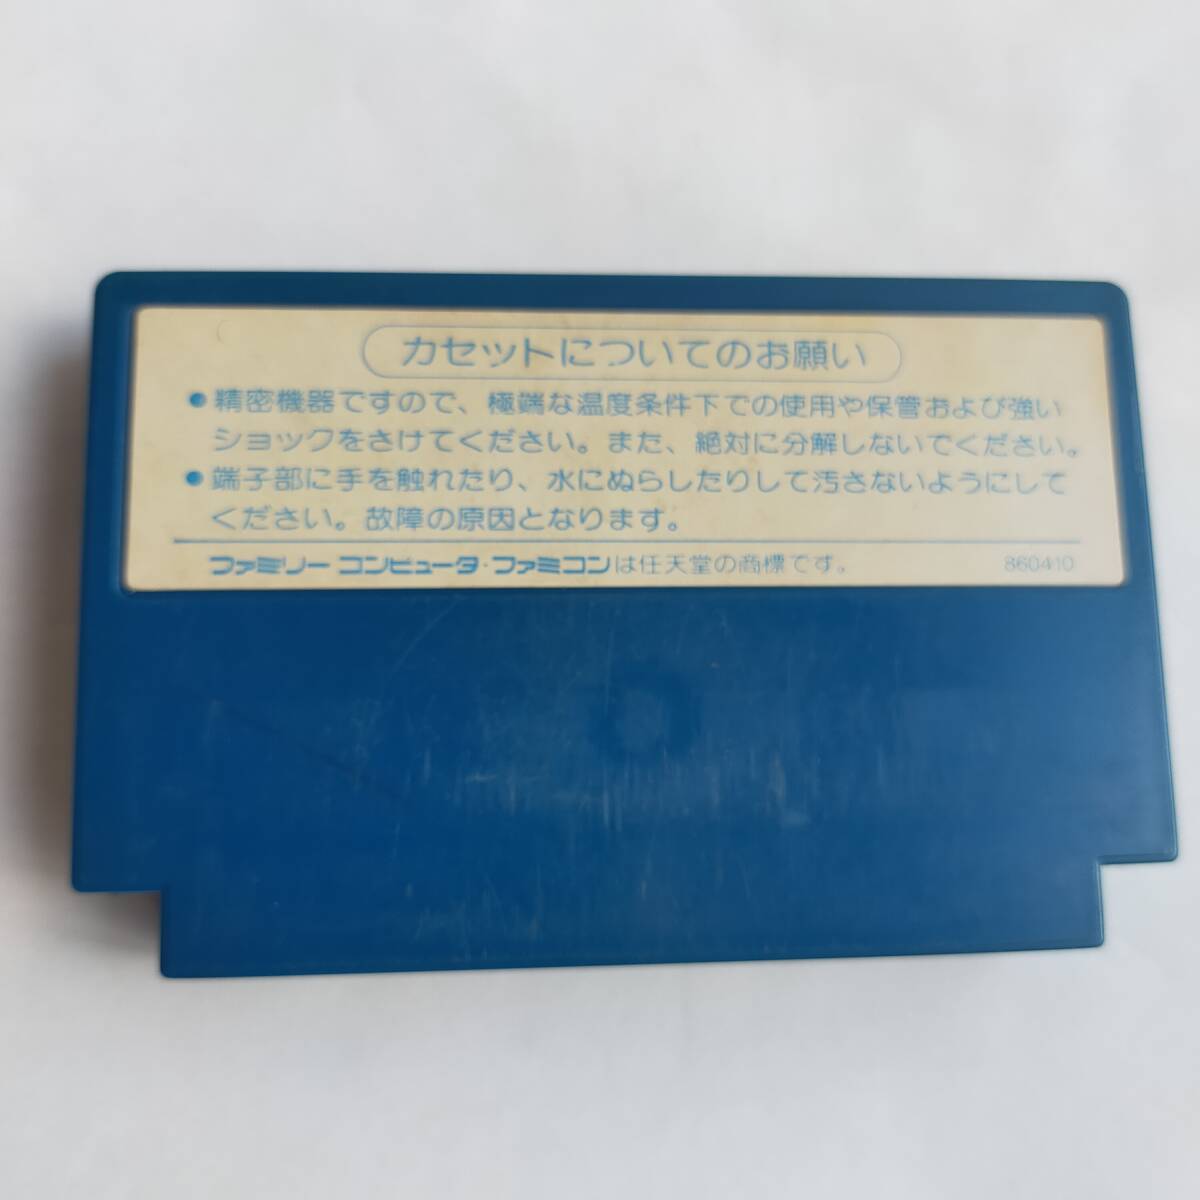 カセットについてのお願い
●精密機器ですので、極端な温度条件下での使用や保管および強い
ショックをさけてください。また、絶対に分解しないでください。
●端子部に手を触れたり、水にぬらしたりして汚さないようにして
ください。故障の原因となります。
ファミリーコンピュータ・ファミコンは任天堂の商標です。 860410